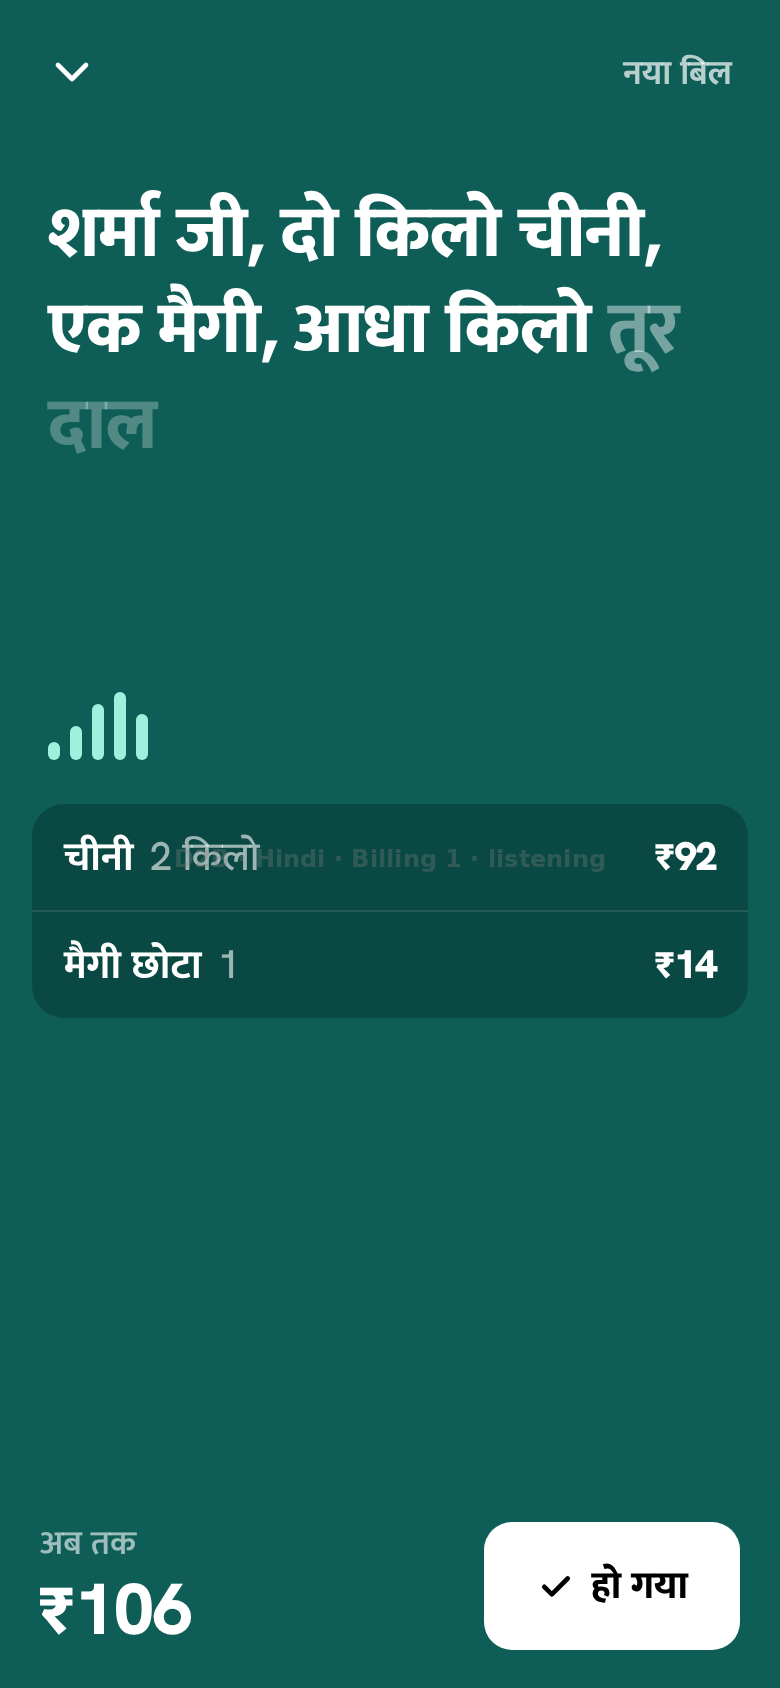 नया बिल
शर्मा जी, दो किलो चीनी,
एक मैगी, आधा किलो तूर
दाल
चीनी 2 किलो ₹92
Hindi · Billing 1 · listening
मैगी छोटा 1 ₹14
अब तक
₹106
हो गया